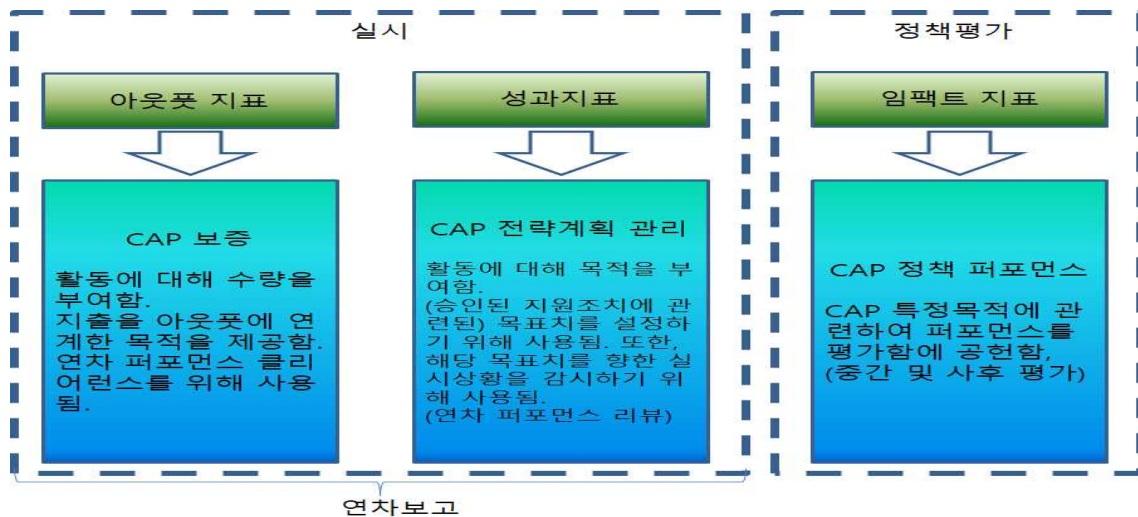 실시
아웃풋 지표
CAP 보증
활동에 대해 수량을
부여함.
지출을 아웃풋에 연
계한 목적을 제공함.
연차 퍼포먼스 클리
어런스를 위해 사용
됨.
성과지표
CAP 전략계획 관리
활동에 대해 목적을 부
여함.
(승인된 지원조치에 관
련된) 목표치를 설정하
기 위해 사용됨. 또한,
해당 목표치를 향한 실
시상황을 감시하기 위
해 사용됨.
(연차 퍼포먼스 리뷰)
연차보고
정책평가
임팩트 지표
CAP 정책 퍼포먼스
CAP 특정목적에 관
련하여 퍼포먼스를
평가함에 공헌함,
(중간 및 사후 평가)